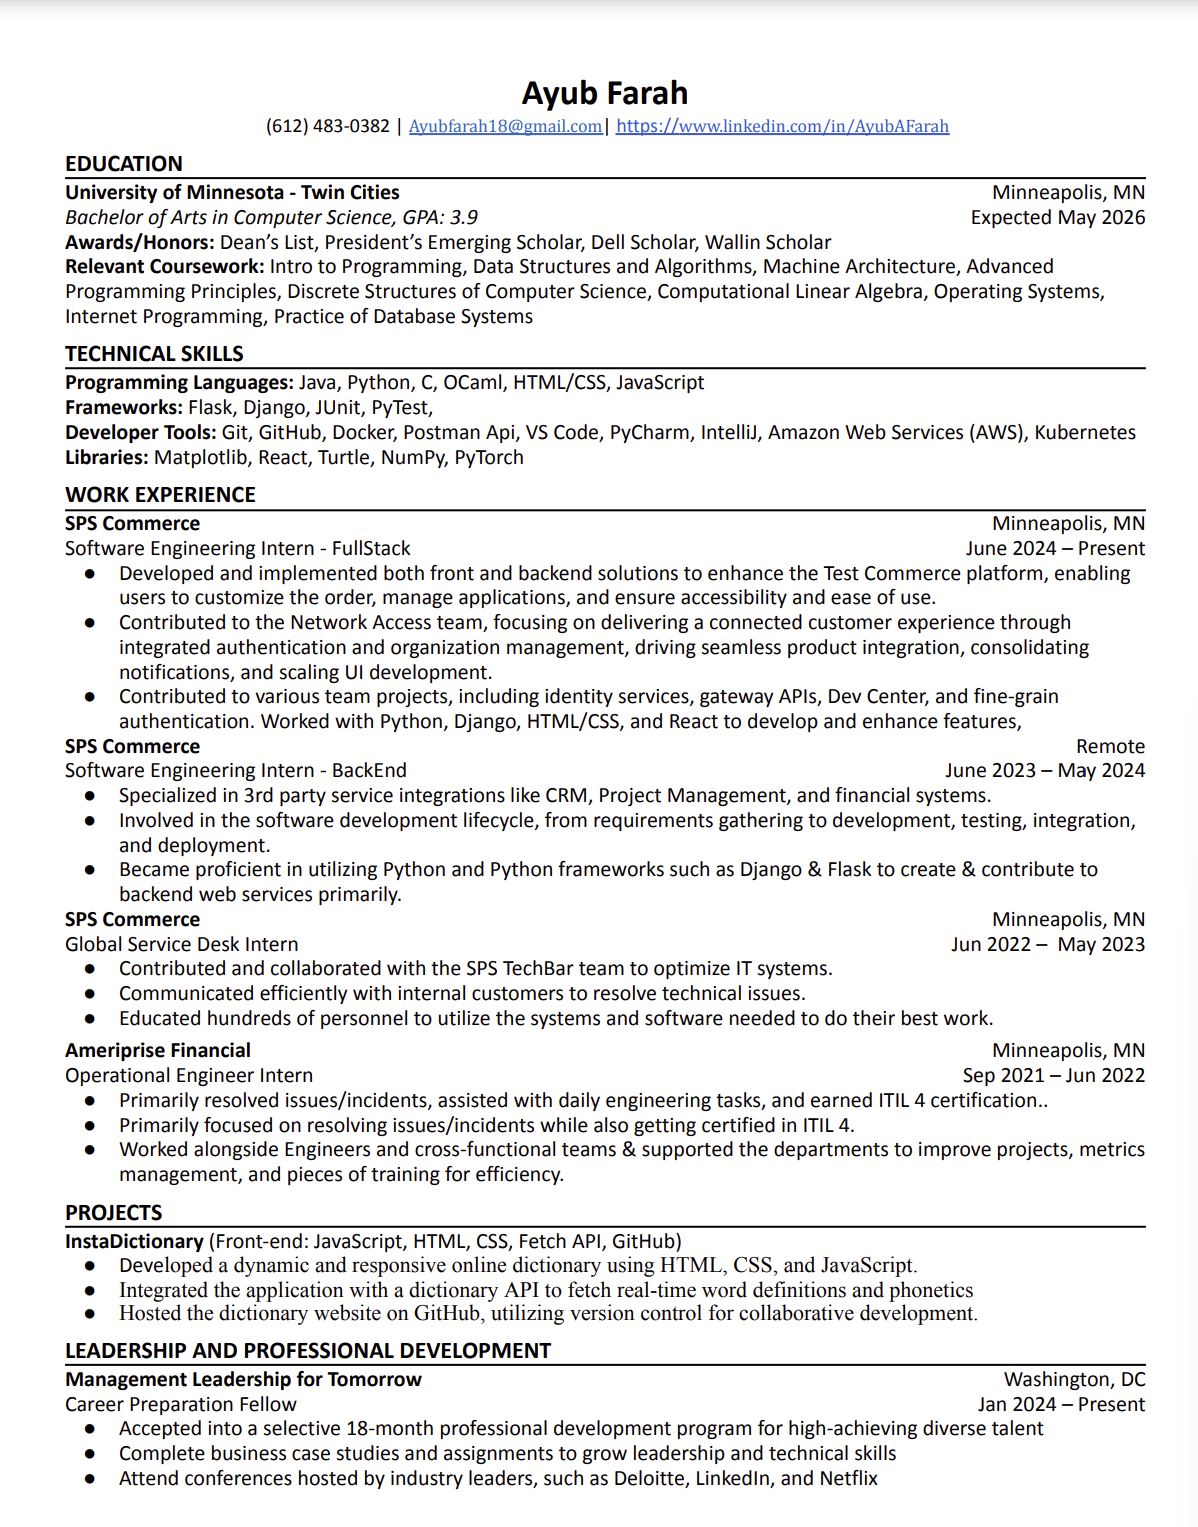 Ayub Farah
(612) 483-0382 | Ayubfarah18@gmail.com| https://www.linkedin.com/in/AyubAFarah
EDUCATION
University of Minnesota - Twin Cities Minneapolis, MN
Bachelor of Arts in Computer Science, GPA: 3.9 Expected May 2026
Awards/Honors: Dean’s List, President’s Emerging Scholar, Dell Scholar, Wallin Scholar
Relevant Coursework: Intro to Programming, Data Structures and Algorithms, Machine Architecture, Advanced
Programming Principles, Discrete Structures of Computer Science, Computational Linear Algebra, Operating Systems,
Internet Programming, Practice of Database Systems
TECHNICAL SKILLS
Programming Languages: Java, Python, C, OCaml, HTML/CSS, JavaScript
Frameworks: Flask, Django, JUnit, PyTest,
Developer Tools: Git, GitHub, Docker, Postman Api, VS Code, PyCharm, IntelliJ, Amazon Web Services (AWS), Kubernetes
Libraries: Matplotlib, React, Turtle, NumPy, PyTorch
WORK EXPERIENCE
SPS Commerce Minneapolis, MN
Software Engineering Intern - FullStack June 2024 – Present
● Developed and implemented both front and backend solutions to enhance the Test Commerce platform, enabling
users to customize the order, manage applications, and ensure accessibility and ease of use.
● Contributed to the Network Access team, focusing on delivering a connected customer experience through
integrated authentication and organization management, driving seamless product integration, consolidating
notifications, and scaling UI development.
● Contributed to various team projects, including identity services, gateway APIs, Dev Center, and fine-grain
authentication. Worked with Python, Django, HTML/CSS, and React to develop and enhance features,
SPS Commerce Remote
Software Engineering Intern - BackEnd June 2023 – May 2024
● Specialized in 3rd party service integrations like CRM, Project Management, and financial systems.
● Involved in the software development lifecycle, from requirements gathering to development, testing, integration,
and deployment.
● Became proficient in utilizing Python and Python frameworks such as Django & Flask to create & contribute to
backend web services primarily.
SPS Commerce Minneapolis, MN
Global Service Desk Intern Jun 2022 – May 2023
● Contributed and collaborated with the SPS TechBar team to optimize IT systems.
● Communicated efficiently with internal customers to resolve technical issues.
● Educated hundreds of personnel to utilize the systems and software needed to do their best work.
Ameriprise Financial Minneapolis, MN
Operational Engineer Intern Sep 2021 – Jun 2022
● Primarily resolved issues/incidents, assisted with daily engineering tasks, and earned ITIL 4 certification..
● Primarily focused on resolving issues/incidents while also getting certified in ITIL 4.
● Worked alongside Engineers and cross-functional teams & supported the departments to improve projects, metrics
management, and pieces of training for efficiency.
PROJECTS
InstaDictionary (Front-end: JavaScript, HTML, CSS, Fetch API, GitHub)
● Developed a dynamic and responsive online dictionary using HTML, CSS, and JavaScript.
● Integrated the application with a dictionary API to fetch real-time word definitions and phonetics
● Hosted the dictionary website on GitHub, utilizing version control for collaborative development.
LEADERSHIP AND PROFESSIONAL DEVELOPMENT
Management Leadership for Tomorrow Washington, DC
Career Preparation Fellow Jan 2024 – Present
● Accepted into a selective 18-month professional development program for high-achieving diverse talent
● Complete business case studies and assignments to grow leadership and technical skills
● Attend conferences hosted by industry leaders, such as Deloitte, LinkedIn, and Netflix